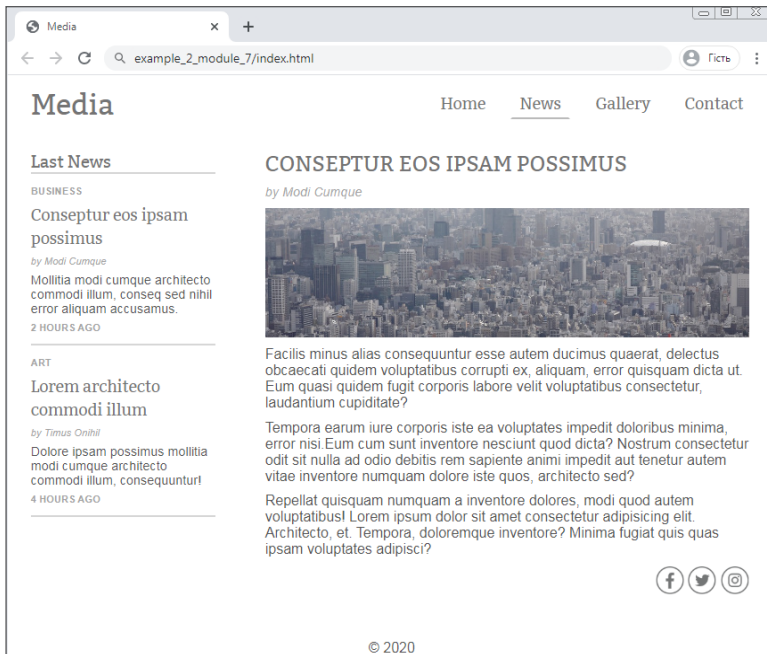 Media
example_2_module_7/index.html
Гість
Media
Home News Gallery Contact
Last News
BUSINESS
Conseptur eos ipsam
possimus
by Modi Cumque
Mollitia modi cumque architecto
commodi illum, conseq sed nihil
error aliquam accusamus.
2 HOURS AGO
ART
Lorem architecto
commodi illum
by Timus Onihil
Dolore ipsam possimus mollitia
modi cumque architecto
commodi illum, consequuntur!
4 HOURS AGO
CONSEPTUR EOS IPSAM POSSIMUS
by Modi Cumque
Facilis minus alias consequuntur esse autem ducimus quaerat, delectus
obcaecati quidem voluptatibus corrupti ex, aliquam, error quisquam dicta ut.
Eum quasi quidem fugit corporis labore velit voluptatibus consectetur,
laudantium cupiditate?
Tempora earum iure corporis iste ea voluptates impedit doloribus minima,
error nisi.Eum cum sunt inventore nesciunt quod dicta? Nostrum consectetur
odit sit nulla ad odio debitis rem sapiente animi impedit aut tenetur autem
vitae inventore numquam dolore iste quos, architecto sed?
Repellat quisquam numquam a inventore dolores, modi quod autem
voluptatibus! Lorem ipsum dolor sit amet consectetur adipisicing elit.
Architecto, et. Tempora, doloremque inventore? Minima fugiat quis quas
ipsam voluptates adipisci?
© 2020